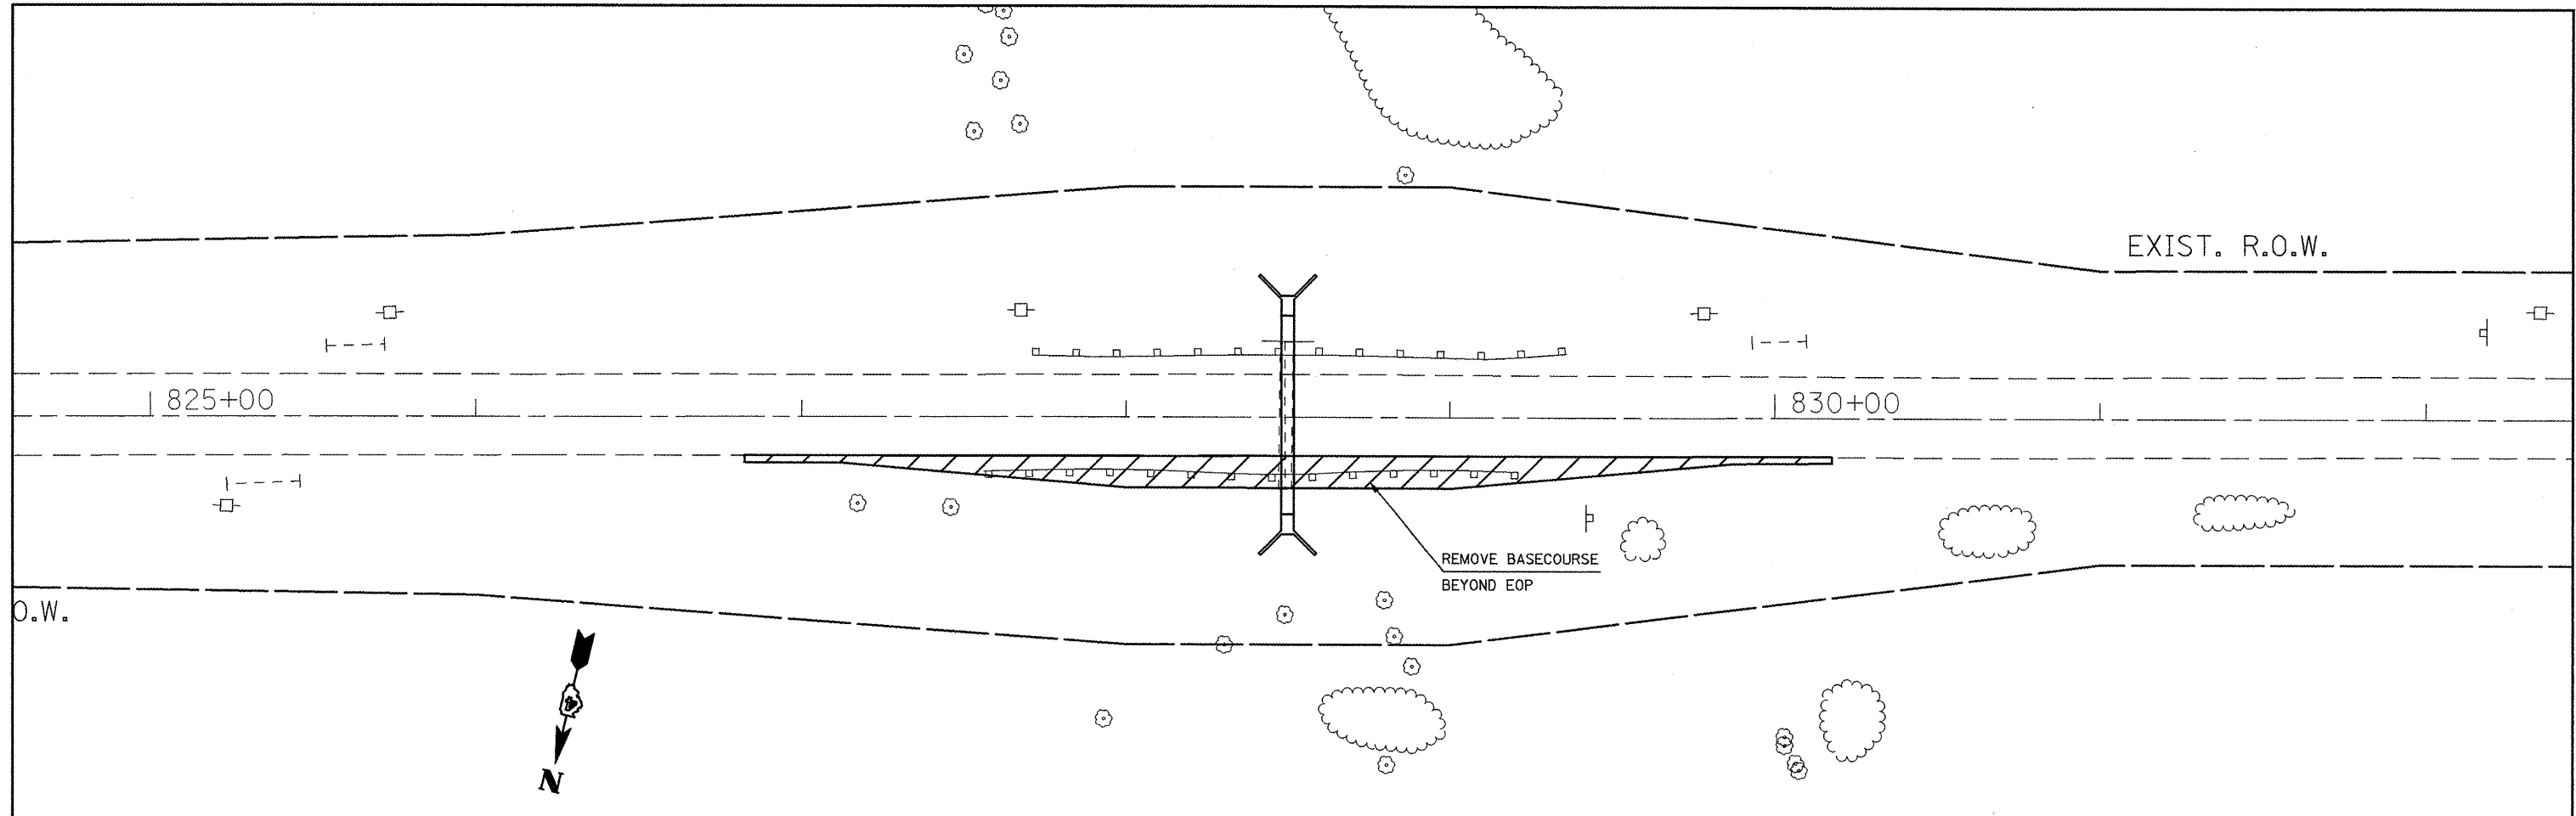 EXIST. R.O.W.
825+00
830+00
REMOVE BASECOURSE
BEYOND EOP
O.W.
N